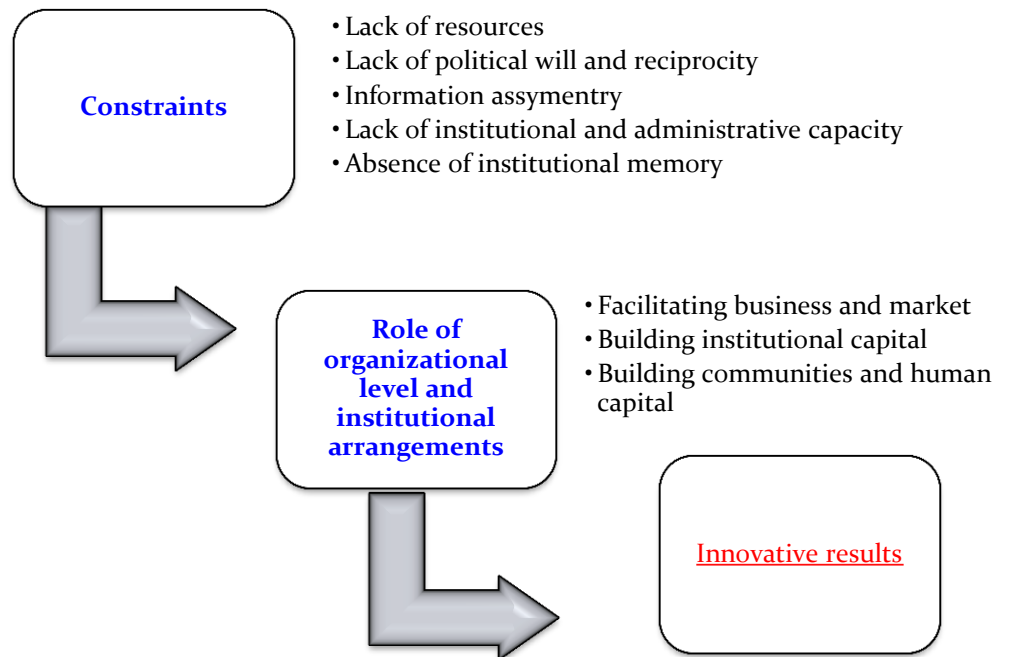 Constraints
• Lack of resources
• Lack of political will and reciprocity
• Information assymentry
• Lack of institutional and administrative capacity
• Absence of institutional memory
Role of
organizational
level and
institutional
arrangements
• Facilitating business and market
• Building institutional capital
• Building communities and human
capital
Innovative results